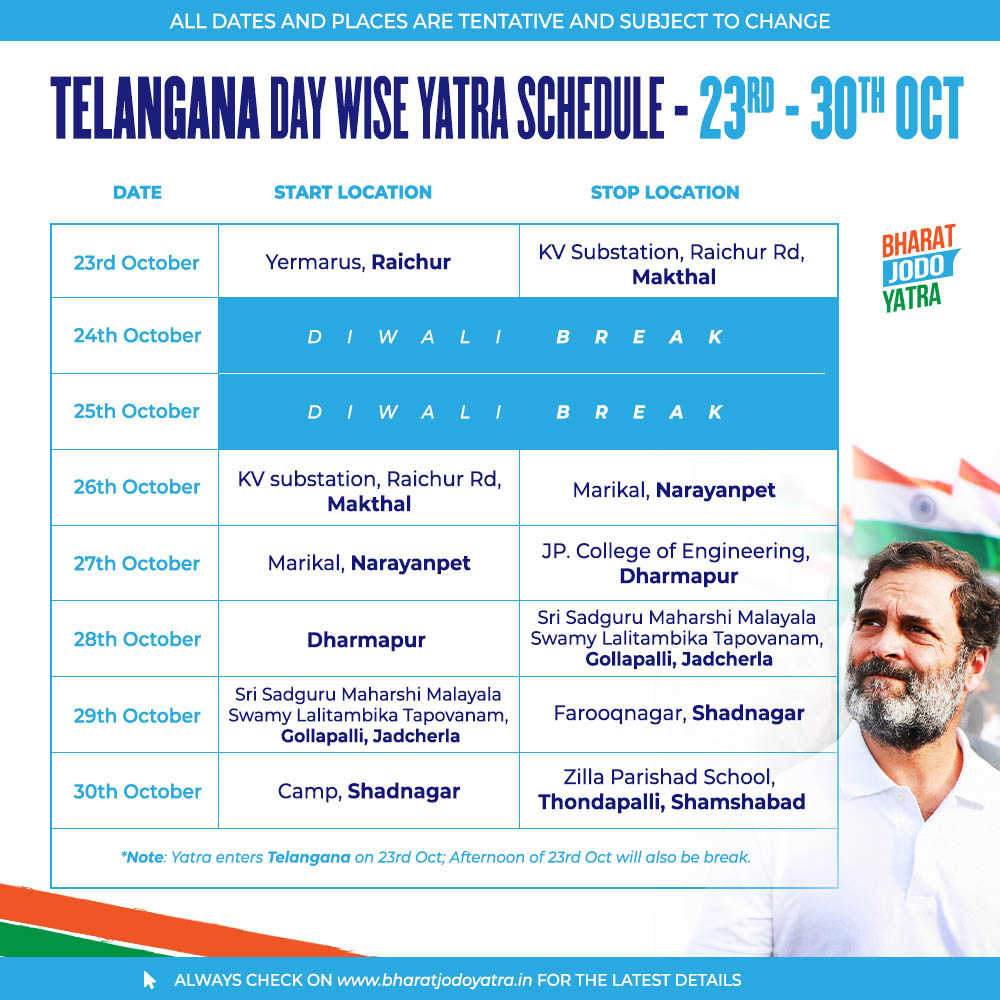 ALL DATES AND PLACES ARE TENTATIVE AND SUBJECT TO CHANGE
TELANGANA DAY WISE YATRA SCHEDULE - 23RD - 30TH OCT
DATE START LOCATION STOP LOCATION
23rd October
Yermarus, Raichur
KV Substation, Raichur Rd,
Makthal
BHARAT
JODO
YATRA
24th October
DIWALI BREAK
25th October
DIWALI BREAK
26th October
KV substation, Raichur Rd,
Makthal
Marikal, Narayanpet
27th October
Marikal, Narayanpet
JP. College of Engineering,
Dharmapur
28th October
Dharmapur
Sri Sadguru Maharshi Malayala
Swamy Lalitambika Tapovanam,
Gollapalli, Jadcherla
29th October
Sri Sadguru Maharshi Malayala
Swamy Lalitambika Tapovanam,
Gollapalli, Jadcherla
Farooqnagar, Shadnagar
30th October
Camp, Shadnagar
Zilla Parishad School,
Thondapalli, Shamshabad
*Note: Yatra enters Telangana on 23rd Oct; Afternoon of 23rd Oct will also be break.
ALWAYS CHECK ON www.bharatjodoyatra.in FOR THE LATEST DETAILS